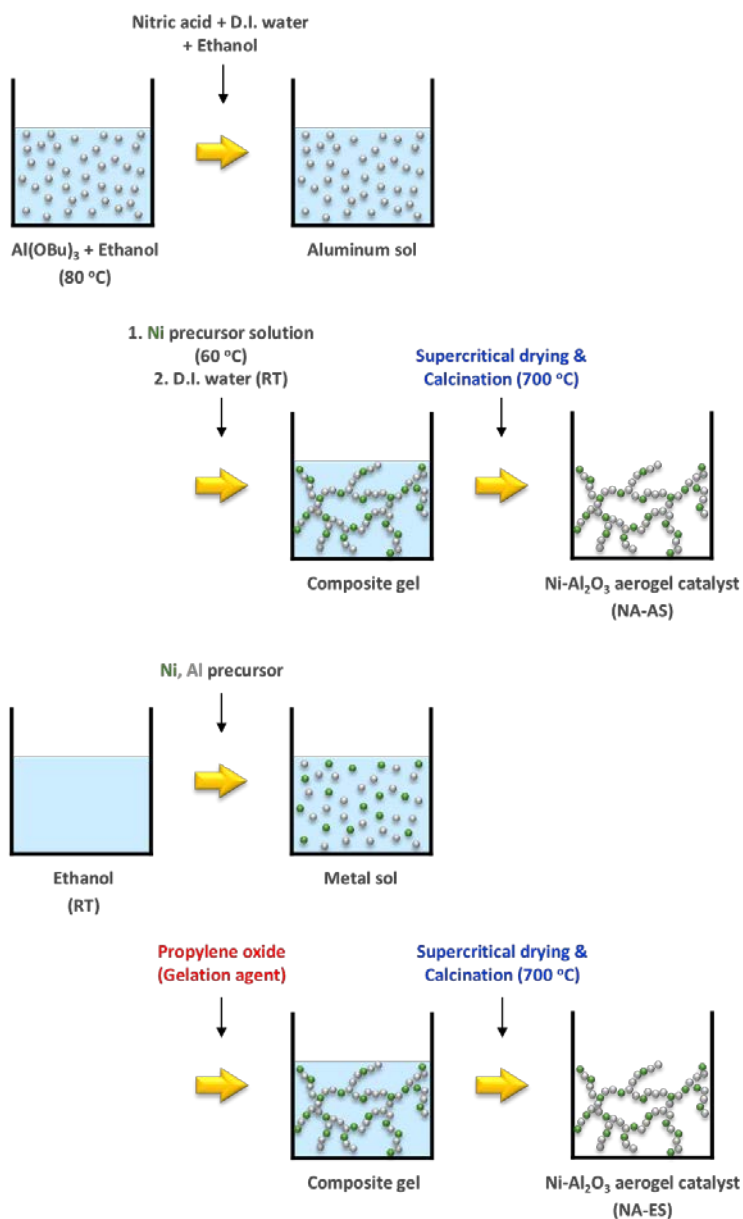 Nitric acid + D.I. water
+ Ethanol
Al(OBu)₃ + Ethanol
(80 °C)
Aluminum sol
1. Ni precursor solution
(60 °C)
2. D.I. water (RT)
Supercritical drying &
Calcination (700 °C)
Composite gel
Ni-Al₂O₃ aerogel catalyst
(NA-AS)
Ni, Al precursor
Ethanol
(RT)
Metal sol
Propylene oxide
(Gelation agent)
Supercritical drying &
Calcination (700 °C)
Composite gel
Ni-Al₂O₃ aerogel catalyst
(NA-ES)